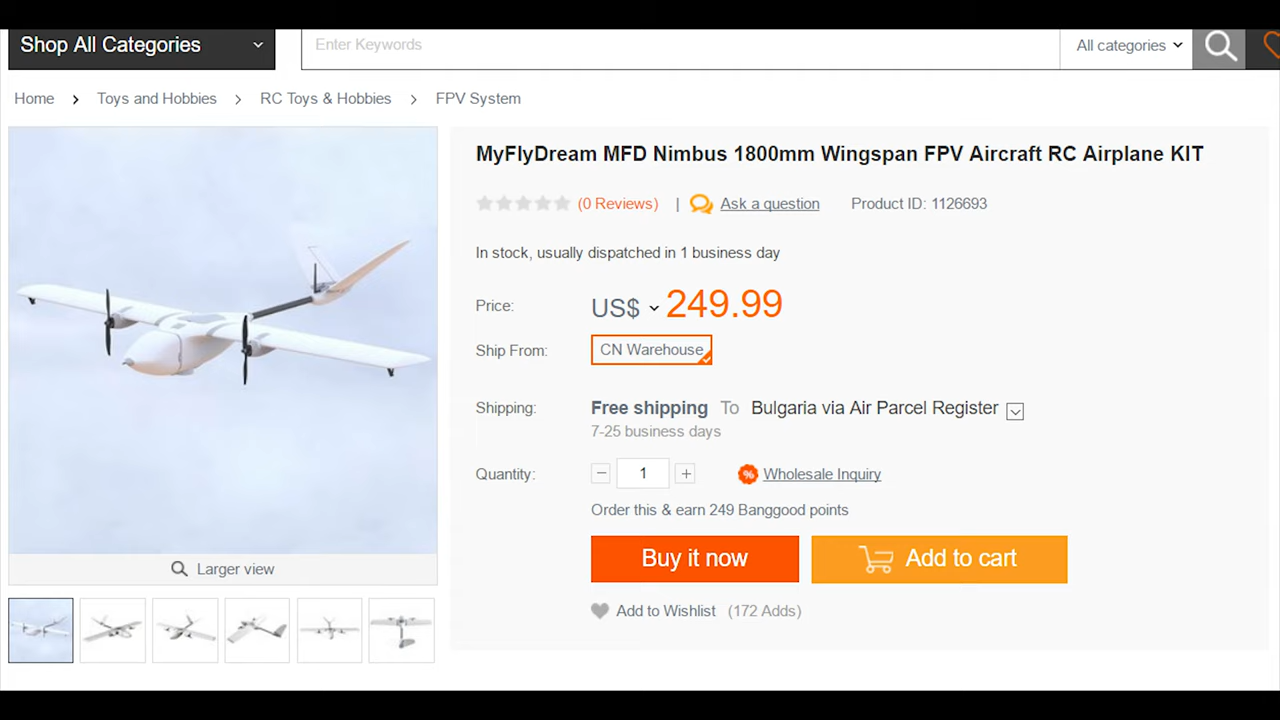 Shop All Categories
Enter Keywords
All categories
Home > Toys and Hobbies > RC Toys & Hobbies > FPV System
MyFlyDream MFD Nimbus 1800mm Wingspan FPV Aircraft RC Airplane KIT
(0 Reviews) | Ask a question Product ID: 1126693
In stock, usually dispatched in 1 business day
Price: US$ 249.99
Ship From: CN Warehouse
Shipping: Free shipping To Bulgaria via Air Parcel Register
7-25 business days
Quantity: − 1 + % Wholesale Inquiry
Order this & earn 249 Banggood points
Buy it now
Add to cart
Larger view
Add to Wishlist (172 Adds)